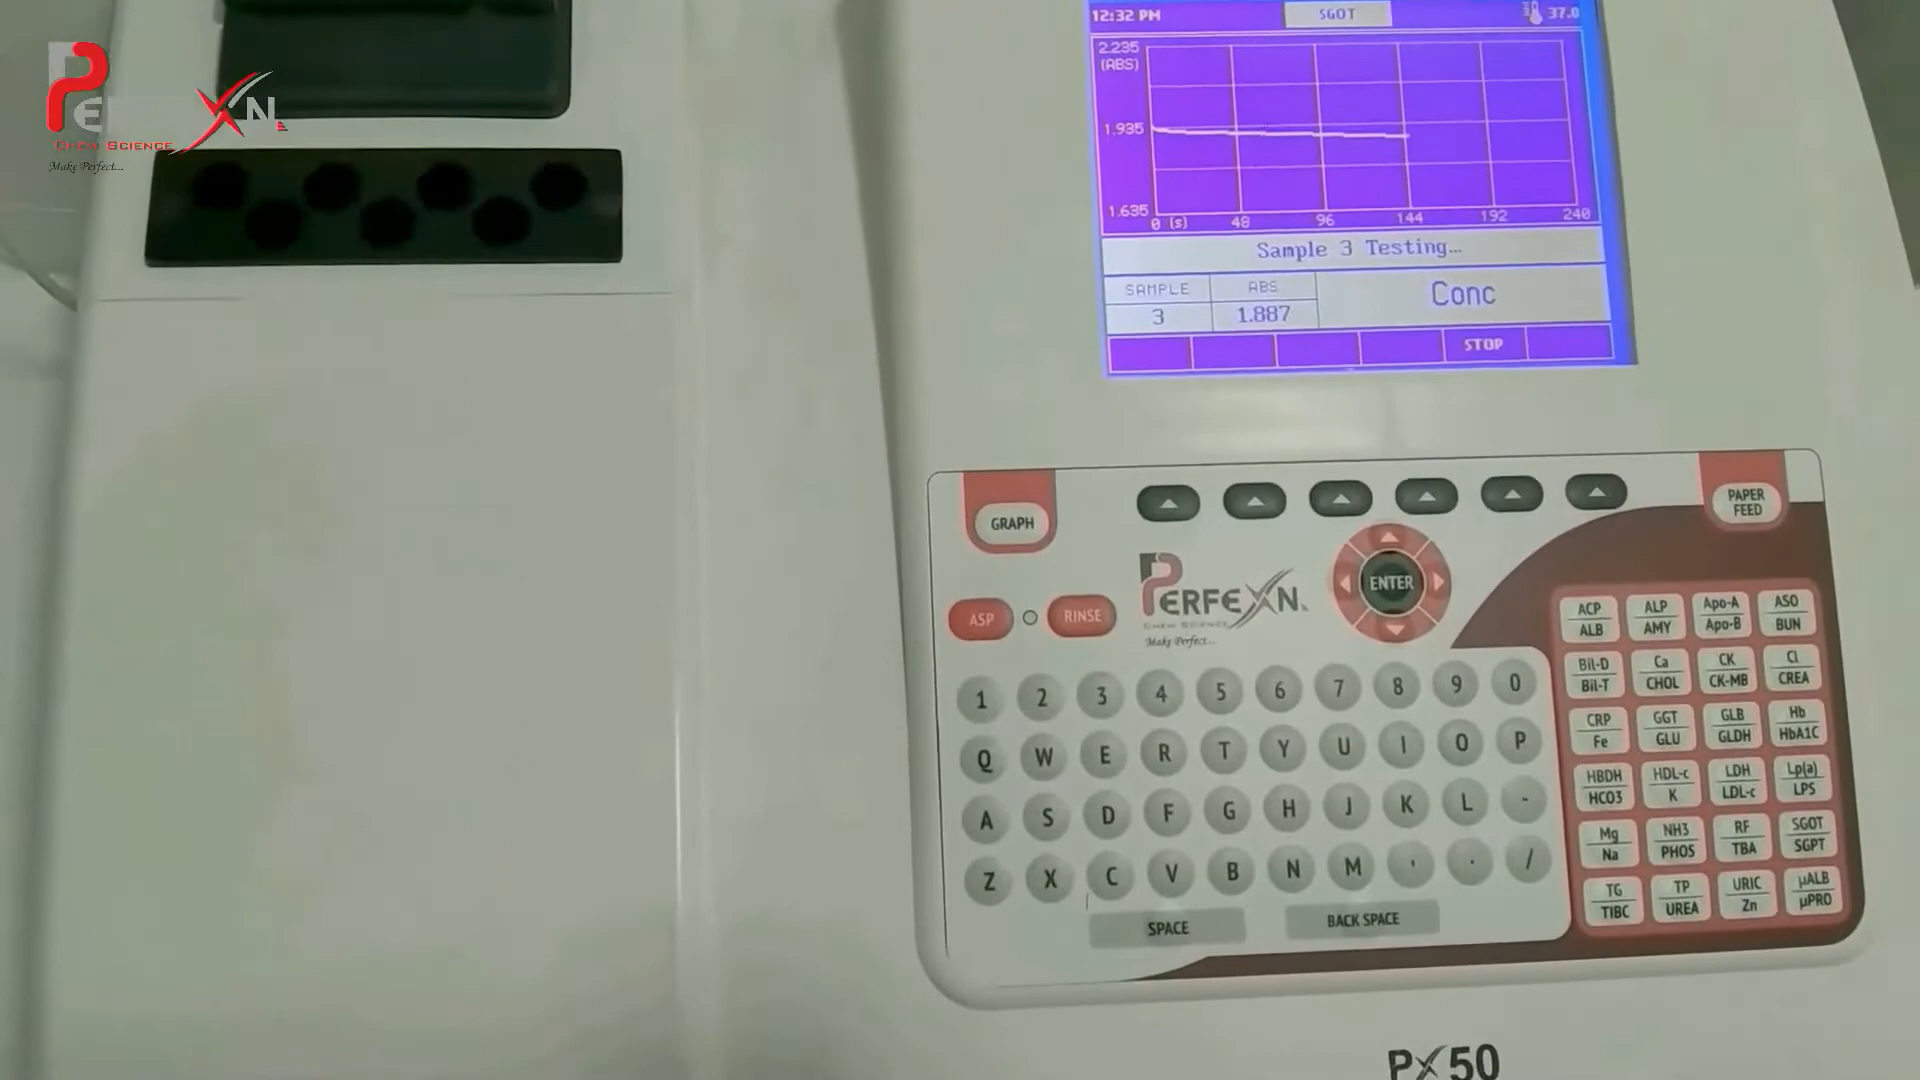 PERFEXN
CHEM SCIENCE
Make Perfect...
12:32 PM SGOT 37.0
2.235
(ABS)
1.935
1.635
0 (s) 48 96 144 192 240
Sample 3 Testing...
SAMPLE ABS Conc
3 1.887
STOP
GRAPH
PAPER FEED
ASP RINSE
PERFEXN
CHEM SCIENCE
Make Perfect...
ENTER
1 2 3 4 5 6 7 8 9 0
Q W E R T Y U I O P
A S D F G H J K L -
Z X C V B N M ' . /
SPACE BACK SPACE
ACP ALP Apo-A ASO
ALB AMY Apo-B BUN
Bil-D Ca CK Cl
Bil-T CHOL CK-MB CREA
CRP GGT GLB Hb
Fe GLU GLDH HbA1C
HBDH HDL-c LDH Lp(a)
HCO3 K LDL-c LPS
Mg NH3 RF SGOT
Na PHOS TBA SGPT
TG TP URIC µALB
TIBC UREA Zn µPRO
PX50